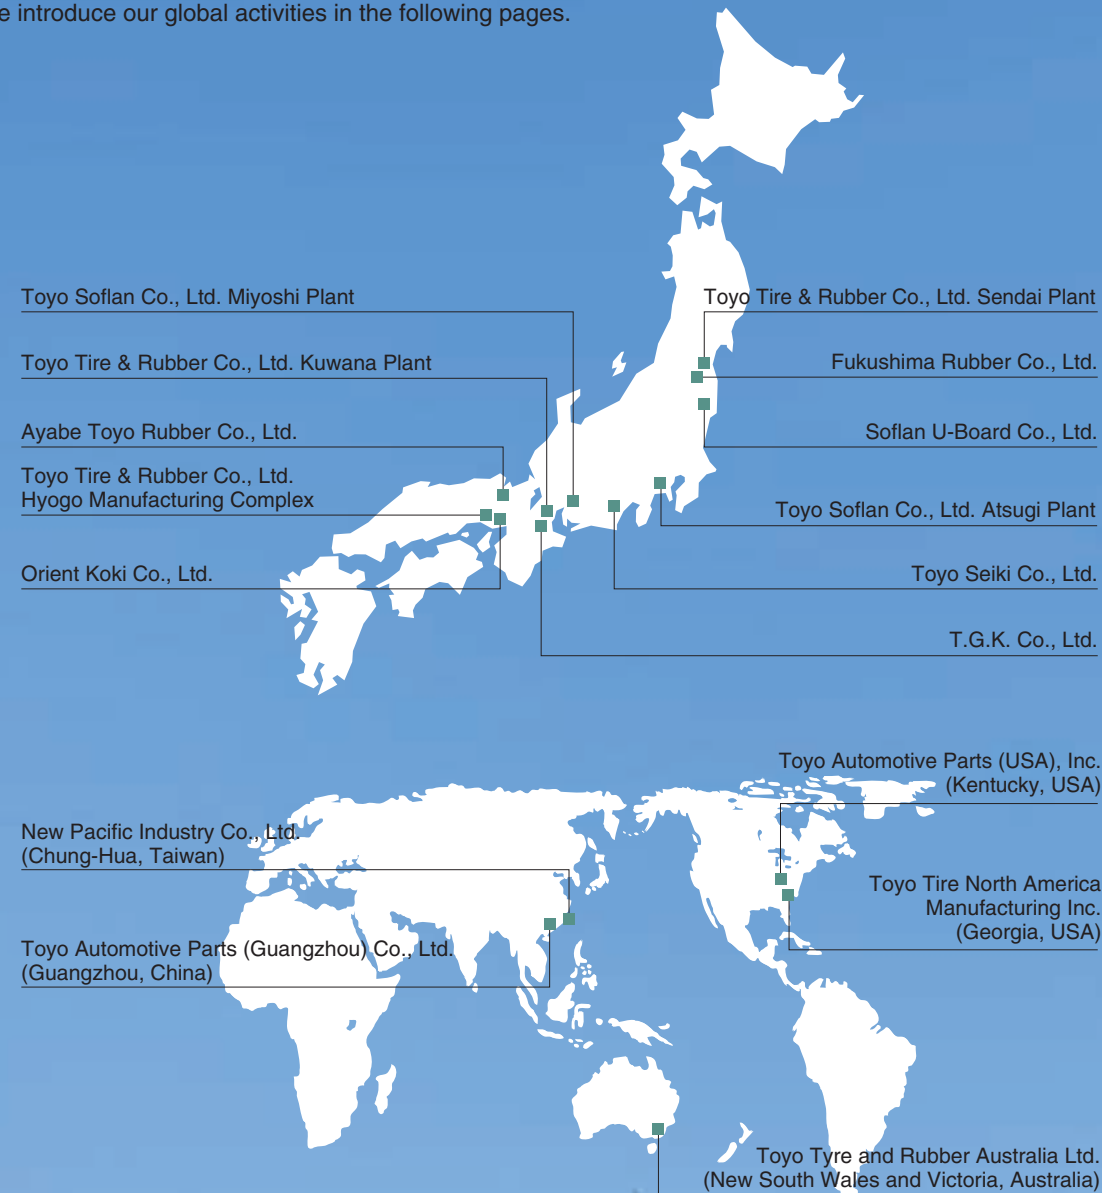 e introduce our global activities in the following pages.
Toyo Soflan Co., Ltd. Miyoshi Plant
Toyo Tire & Rubber Co., Ltd. Sendai Plant
Toyo Tire & Rubber Co., Ltd. Kuwana Plant
Fukushima Rubber Co., Ltd.
Ayabe Toyo Rubber Co., Ltd.
Soflan U-Board Co., Ltd.
Toyo Tire & Rubber Co., Ltd.
Hyogo Manufacturing Complex
Toyo Soflan Co., Ltd. Atsugi Plant
Orient Koki Co., Ltd.
Toyo Seiki Co., Ltd.
T.G.K. Co., Ltd.
Toyo Automotive Parts (USA), Inc.
(Kentucky, USA)
New Pacific Industry Co., Ltd.
(Chung-Hua, Taiwan)
Toyo Tire North America
Manufacturing Inc.
(Georgia, USA)
Toyo Automotive Parts (Guangzhou) Co., Ltd.
(Guangzhou, China)
Toyo Tyre and Rubber Australia Ltd.
(New South Wales and Victoria, Australia)